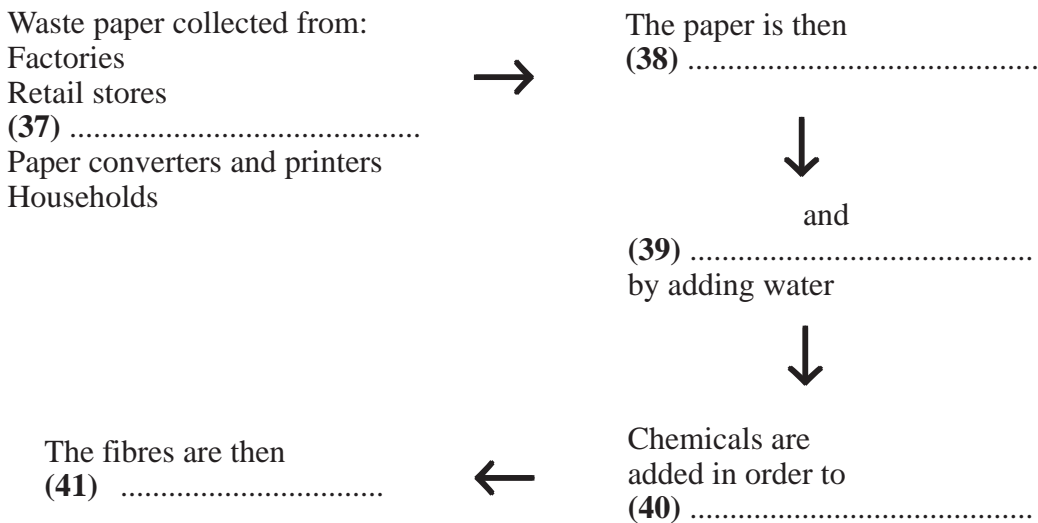 Waste paper collected from:
Factories
Retail stores
(37) ............................................
Paper converters and printers
Households
The paper is then
(38) ............................................
and
(39) ...........................................
by adding water
Chemicals are
added in order to
(40) ...........................................
The fibres are then
(41) .................................